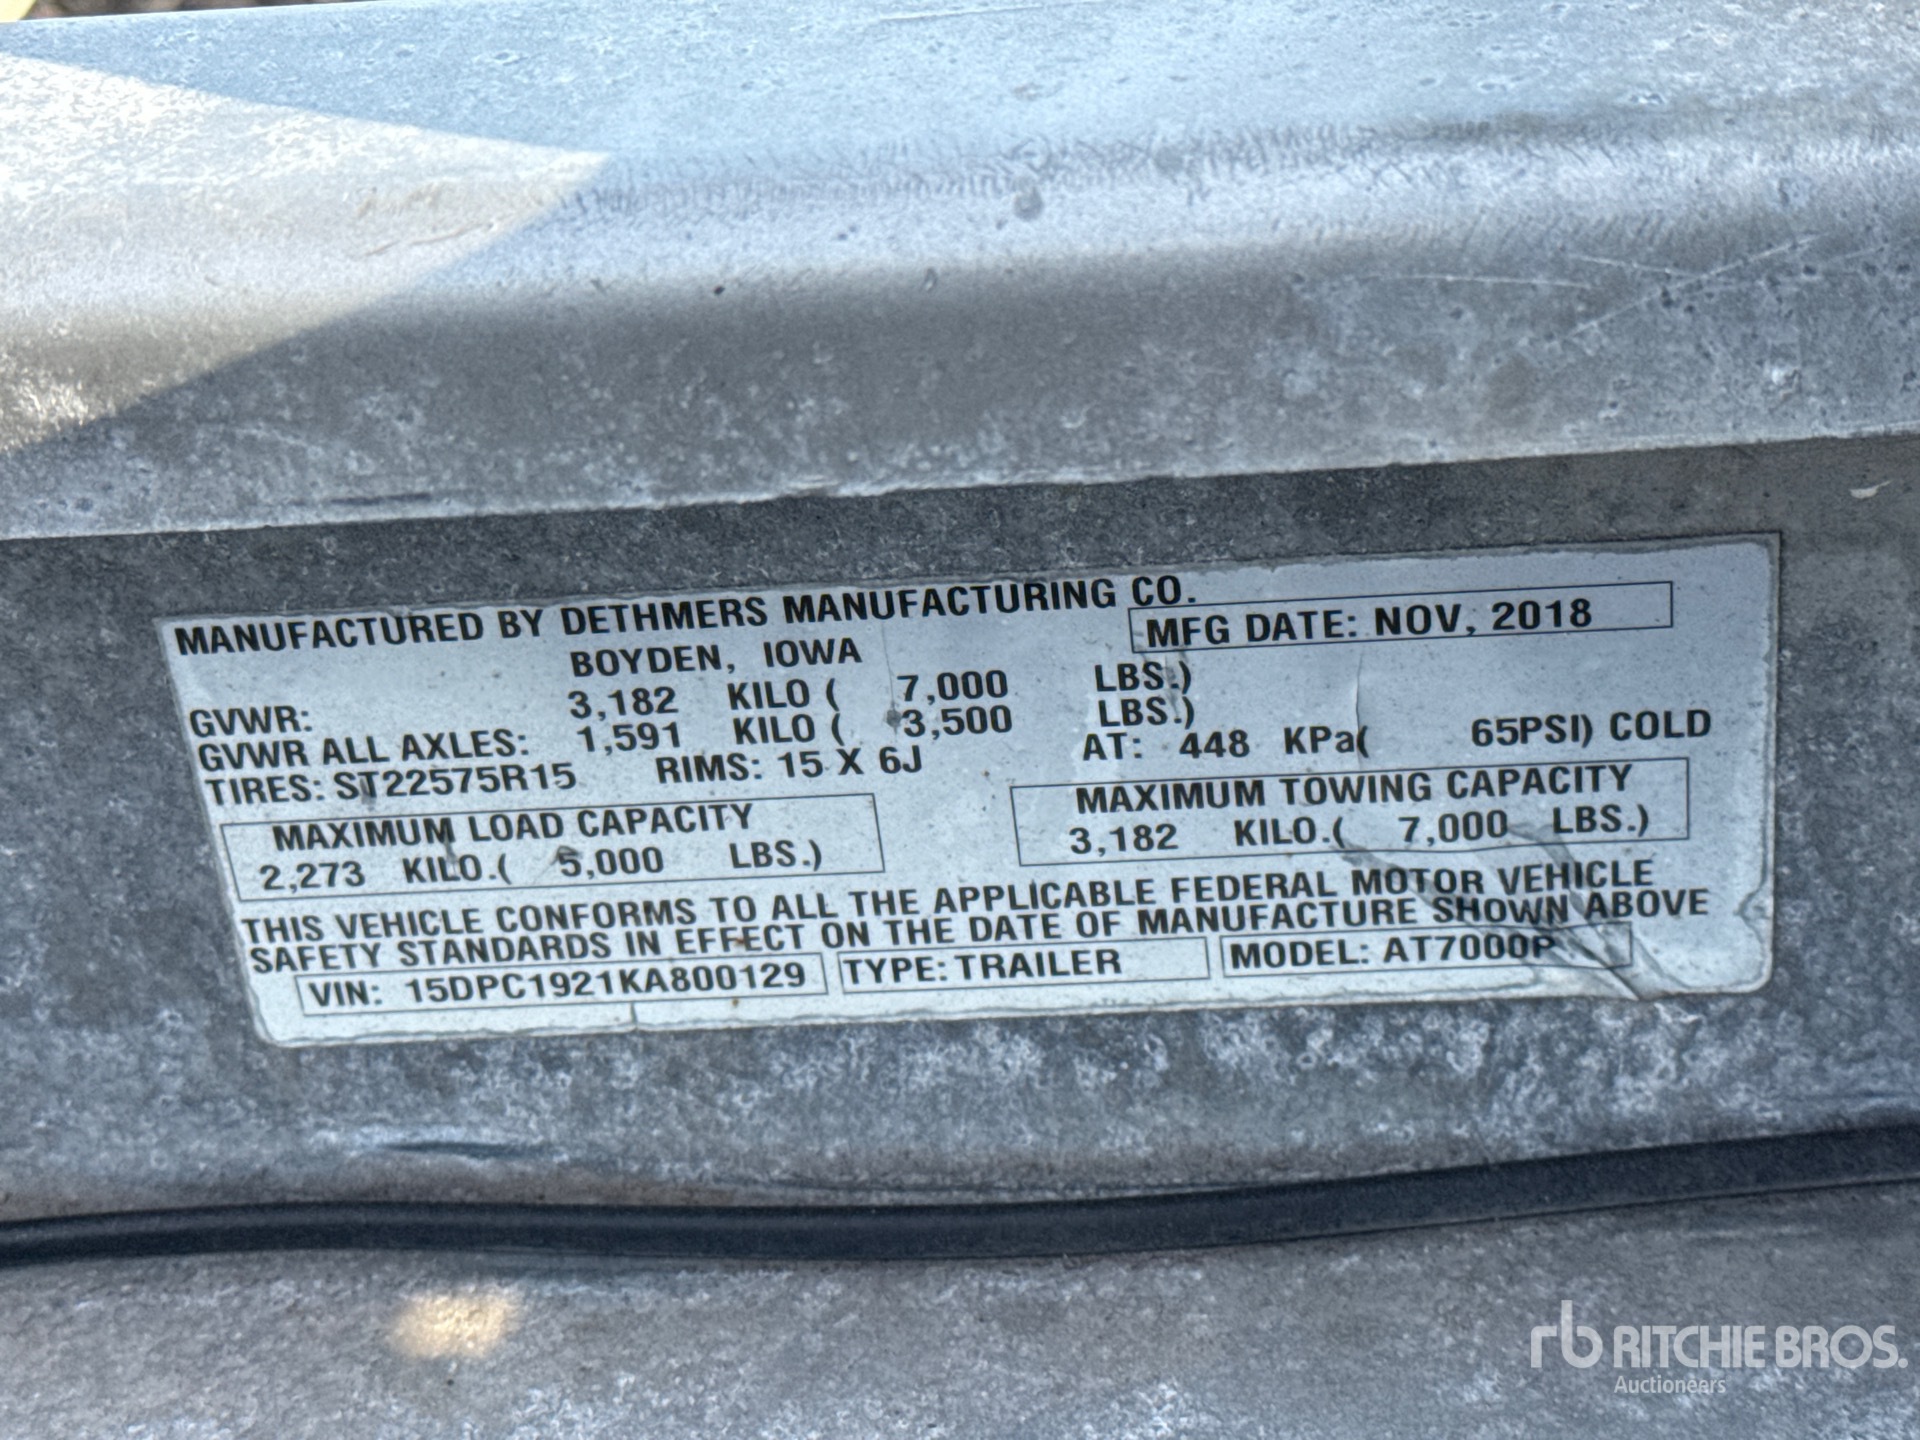 MANUFACTURED BY DETHMERS MANUFACTURING CO.
BOYDEN, IOWA
MFG DATE: NOV, 2018
GVWR: 3,182 KILO ( 7,000 LBS.)
GVWR ALL AXLES: 1,591 KILO ( 3,500 LBS.)
TIRES: ST22575R15 RIMS: 15 X 6J AT: 448 KPa( 65PSI) COLD
MAXIMUM LOAD CAPACITY
2,273 KILO.( 5,000 LBS.)
MAXIMUM TOWING CAPACITY
3,182 KILO.( 7,000 LBS.)
THIS VEHICLE CONFORMS TO ALL THE APPLICABLE FEDERAL MOTOR VEHICLE
SAFETY STANDARDS IN EFFECT ON THE DATE OF MANUFACTURE SHOWN ABOVE
VIN: 15DPC1921KA800129 TYPE: TRAILER MODEL: AT7000P
rb RITCHIE BROS.
Auctioneers